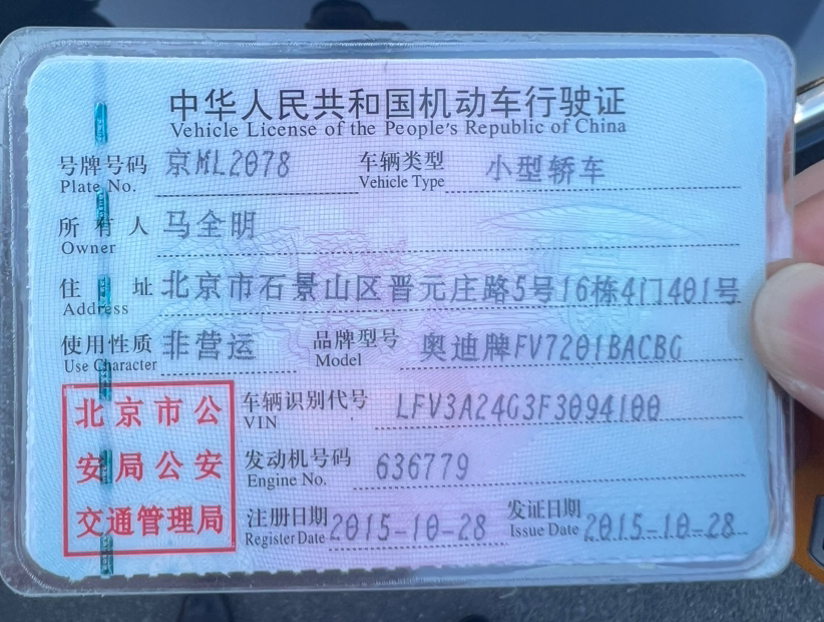 中华人民共和国机动车行驶证
Vehicle License of the People's Republic of China
号牌号码 京ML2078 车辆类型 小型轿车
Plate No. Vehicle Type
所有人 马全明
Owner
住址 北京市石景山区晋元庄路5号16栋4门401号
Address
使用性质 非营运 品牌型号 奥迪牌FV7201BACBG
Use Character Model
北京市公安局公安交通管理局
车辆识别代号 LFV3A24G3F3094100
VIN
发动机号码 636779
Engine No.
注册日期 2015-10-28 发证日期 2015-10-28
Register Date Issue Date